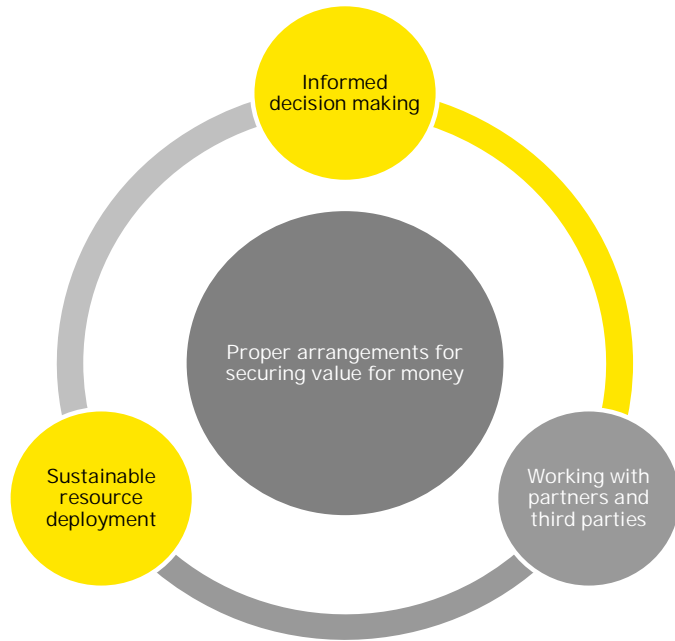 Informed
decision making
Proper arrangements for
securing value for money
Sustainable
resource
deployment
Working with
partners and
third parties